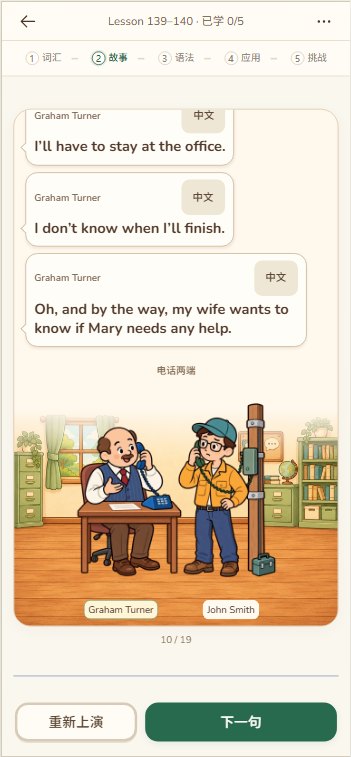 Lesson 139–140 · 已学 0/5
1 词汇 – 2 故事 – 3 语法 – 4 应用 – 5 挑战
Graham Turner 中文
I'll have to stay at the office.
Graham Turner 中文
I don't know when I'll finish.
Graham Turner 中文
Oh, and by the way, my wife wants to
know if Mary needs any help.
电话两端
Graham Turner John Smith
10 / 19
重新上演 下一句